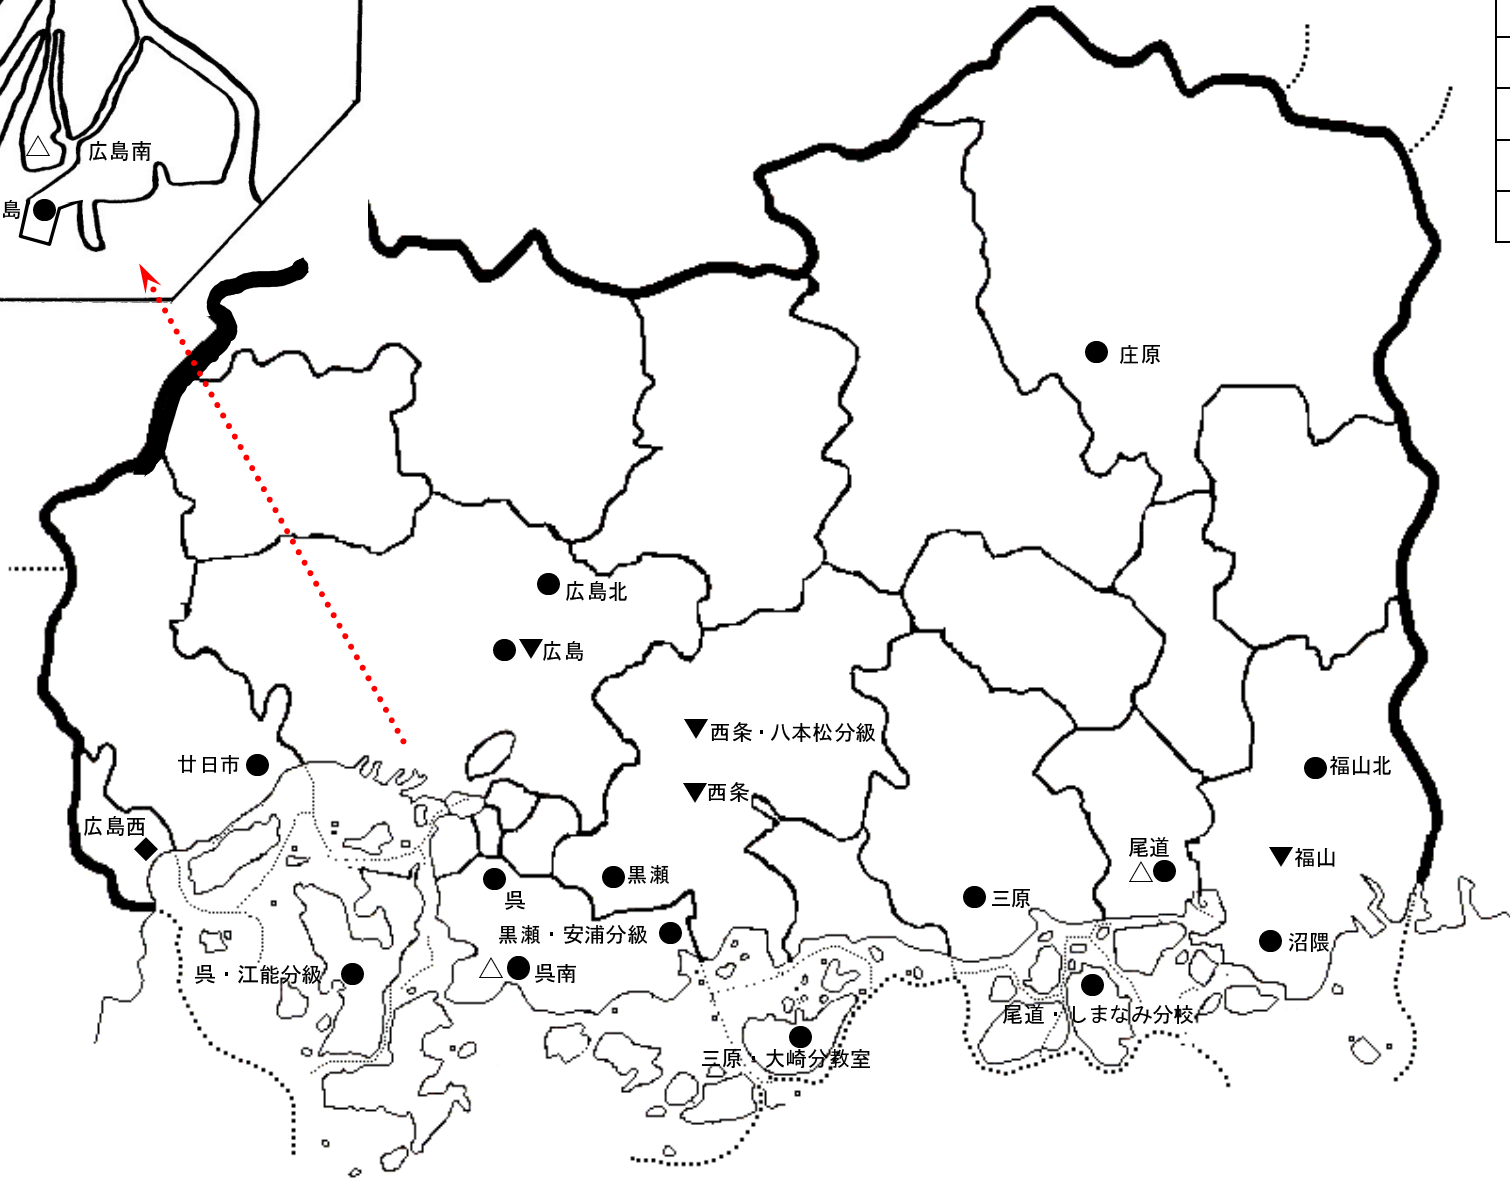 広島南
島
庄原
広島北
広島
西条・八本松分級
廿日市
福山北
西条
広島西
尾道
福山
黒瀬
呉
三原
黒瀬・安浦分級
沼隈
呉・江能分級
呉南
尾道・しまなみ分校
三原・大崎分教室